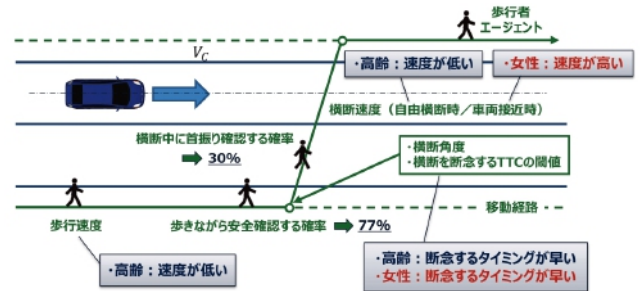 歩行者
エージェント
V_C
・高齢：速度が低い
・女性：速度が高い
横断速度（自由横断時／車両接近時）
横断中に首振り確認する確率
30%
・横断角度
・横断を断念するTTCの閾値
移動経路
歩行速度
歩きながら安全確認する確率
77%
・高齢：速度が低い
・高齢：断念するタイミングが早い
・女性：断念するタイミングが早い